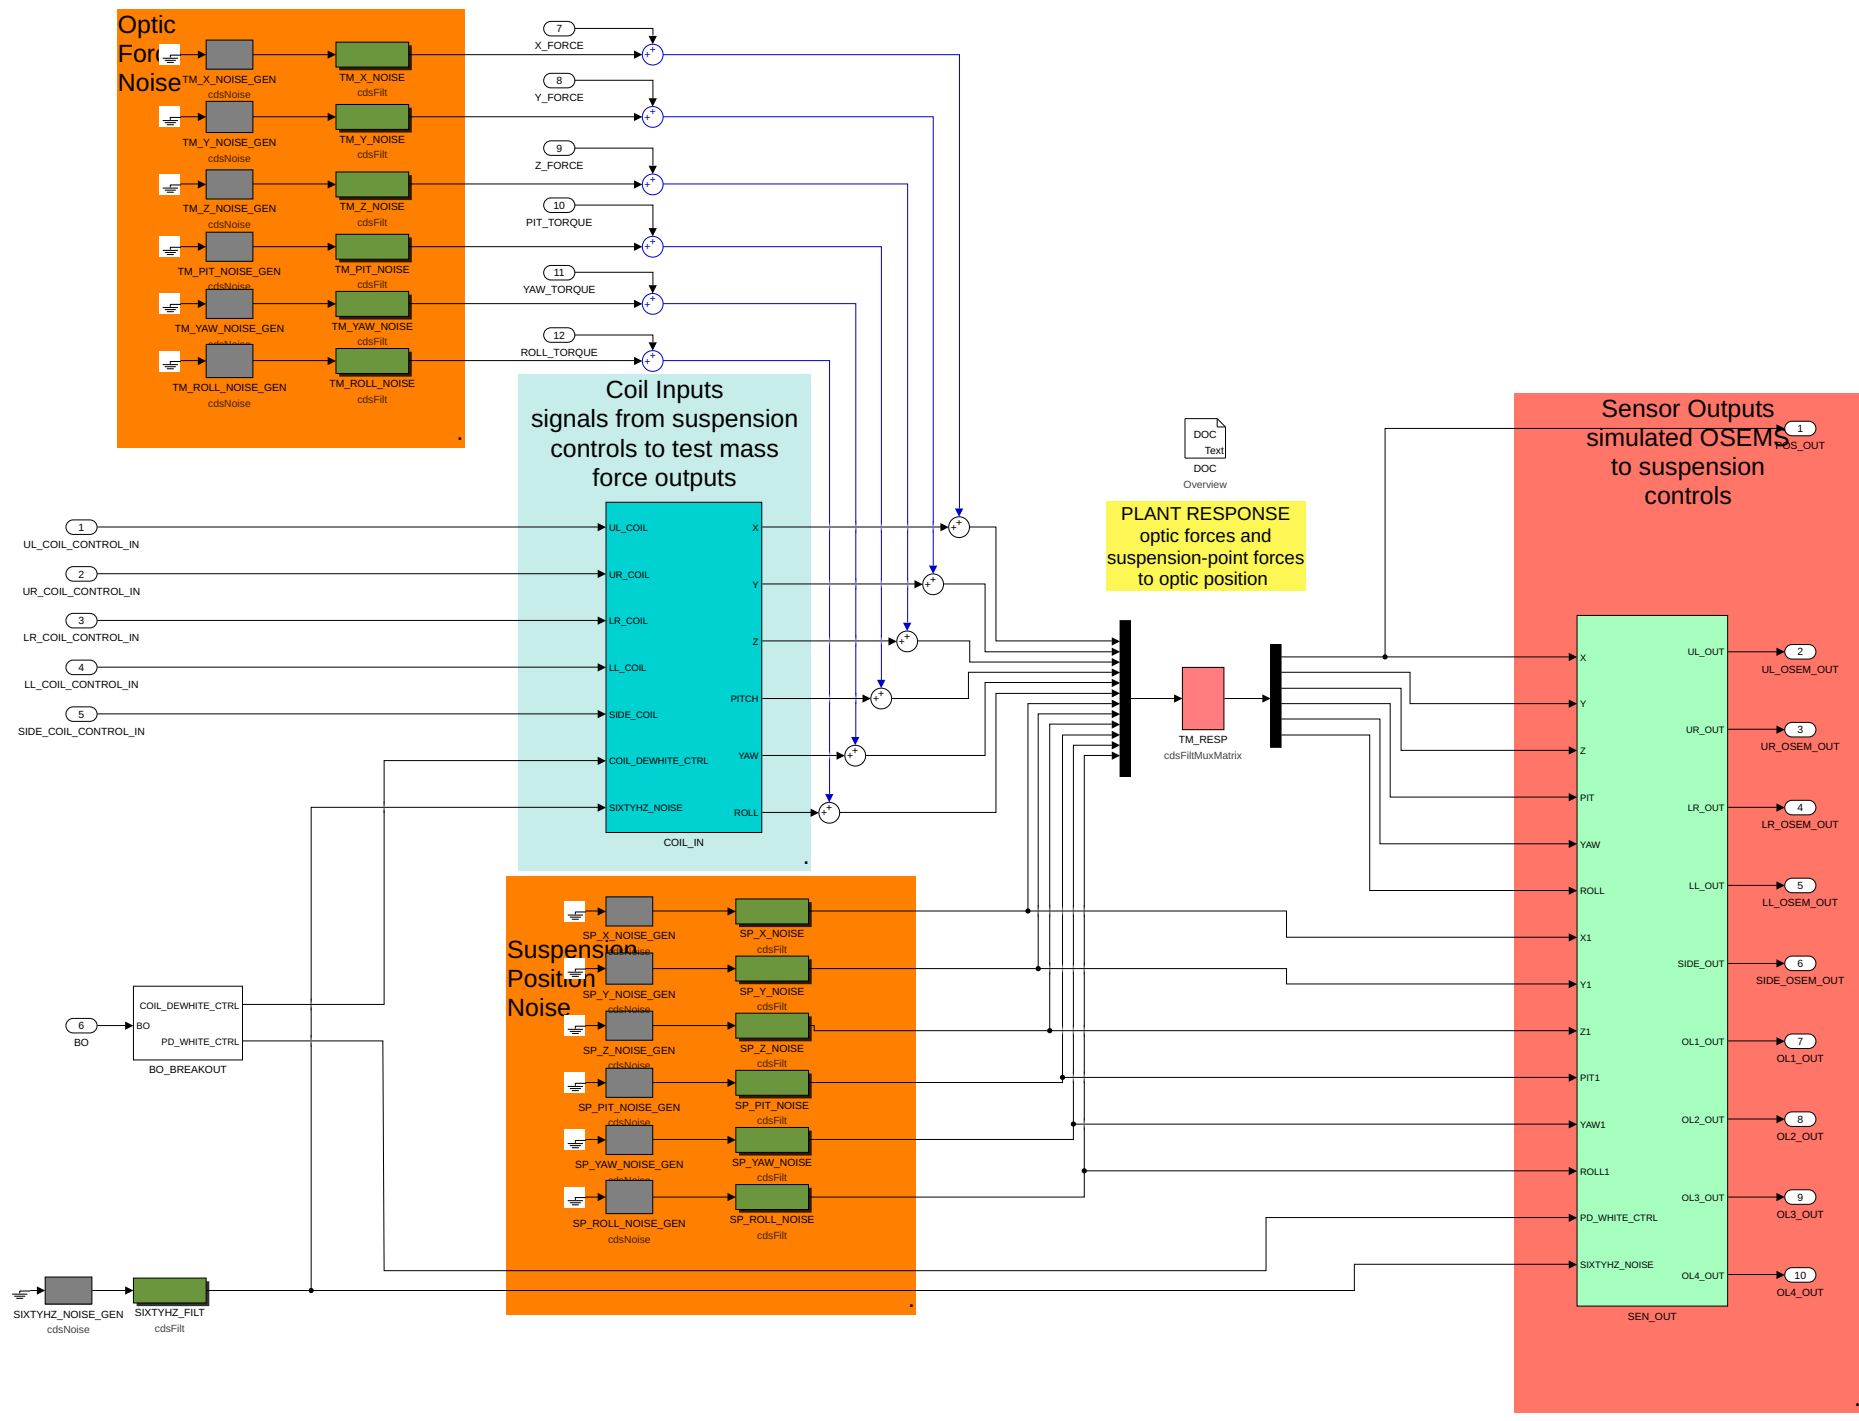 Optic
Force
Noise
TM_X_NOISE_GEN
cdsNoise
TM_X_NOISE
cdsFilt
TM_Y_NOISE_GEN
cdsNoise
TM_Y_NOISE
cdsFilt
TM_Z_NOISE_GEN
cdsNoise
TM_Z_NOISE
cdsFilt
TM_PIT_NOISE_GEN
cdsNoise
TM_PIT_NOISE
cdsFilt
TM_YAW_NOISE_GEN
cdsNoise
TM_YAW_NOISE
cdsFilt
TM_ROLL_NOISE_GEN
cdsNoise
TM_ROLL_NOISE
cdsFilt
7
X_FORCE
8
Y_FORCE
9
Z_FORCE
10
PIT_TORQUE
11
YAW_TORQUE
12
ROLL_TORQUE
Coil Inputs
signals from suspension
controls to test mass
force outputs
1
UL_COIL_CONTROL_IN
2
UR_COIL_CONTROL_IN
3
LR_COIL_CONTROL_IN
4
LL_COIL_CONTROL_IN
5
SIDE_COIL_CONTROL_IN
UL_COIL
UR_COIL
LR_COIL
LL_COIL
SIDE_COIL
COIL_DEWHITE_CTRL
SIXTYHZ_NOISE
X
Y
Z
PITCH
YAW
ROLL
COIL_IN
DOC
Text
DOC
Overview
PLANT RESPONSE
optic forces and
suspension-point forces
to optic position
TM_RESP
cdsFiltMuxMatrix
Suspension
Position
Noise
SP_X_NOISE_GEN
cdsNoise
SP_X_NOISE
cdsFilt
SP_Y_NOISE_GEN
cdsNoise
SP_Y_NOISE
cdsFilt
SP_Z_NOISE_GEN
cdsNoise
SP_Z_NOISE
cdsFilt
SP_PIT_NOISE_GEN
cdsNoise
SP_PIT_NOISE
cdsFilt
SP_YAW_NOISE_GEN
cdsNoise
SP_YAW_NOISE
cdsFilt
SP_ROLL_NOISE_GEN
cdsNoise
SP_ROLL_NOISE
cdsFilt
6
BO
COIL_DEWHITE_CTRL
BO
PD_WHITE_CTRL
BO_BREAKOUT
SIXTYHZ_NOISE_GEN
cdsNoise
SIXTYHZ_FILT
cdsFilt
Sensor Outputs
simulated OSEMS
to suspension
controls
1
POS_OUT
X
Y
Z
PIT
YAW
ROLL
X1
Y1
Z1
PIT1
YAW1
ROLL1
PD_WHITE_CTRL
SIXTYHZ_NOISE
UL_OUT
UR_OUT
LR_OUT
LL_OUT
SIDE_OUT
OL1_OUT
OL2_OUT
OL3_OUT
OL4_OUT
SEN_OUT
2
UL_OSEM_OUT
3
UR_OSEM_OUT
4
LR_OSEM_OUT
5
LL_OSEM_OUT
6
SIDE_OSEM_OUT
7
OL1_OUT
8
OL2_OUT
9
OL3_OUT
10
OL4_OUT